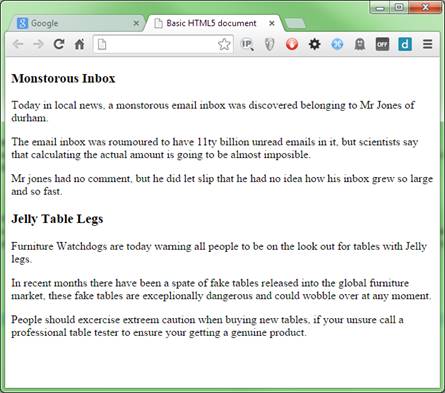 Google
Basic HTML5 document
IP
OFF
d
Monstorous Inbox
Today in local news, a monstorous email inbox was discovered belonging to Mr Jones of
durham.
The email inbox was roumoured to have 11ty billion unread emails in it, but scientists say
that calculating the actual amount is going to be almost imposible.
Mr jones had no comment, but he did let slip that he had no idea how his inbox grew so large
and so fast.
Jelly Table Legs
Furniture Watchdogs are today warning all people to be on the look out for tables with Jelly
legs.
In recent months there have been a spate of fake tables released into the global furniture
market, these fake tables are exceplionally dangerous and could wobble over at any moment.
People should excercise extreem caution when buying new tables, if your unsure call a
professional table tester to ensure your getting a genuine product.